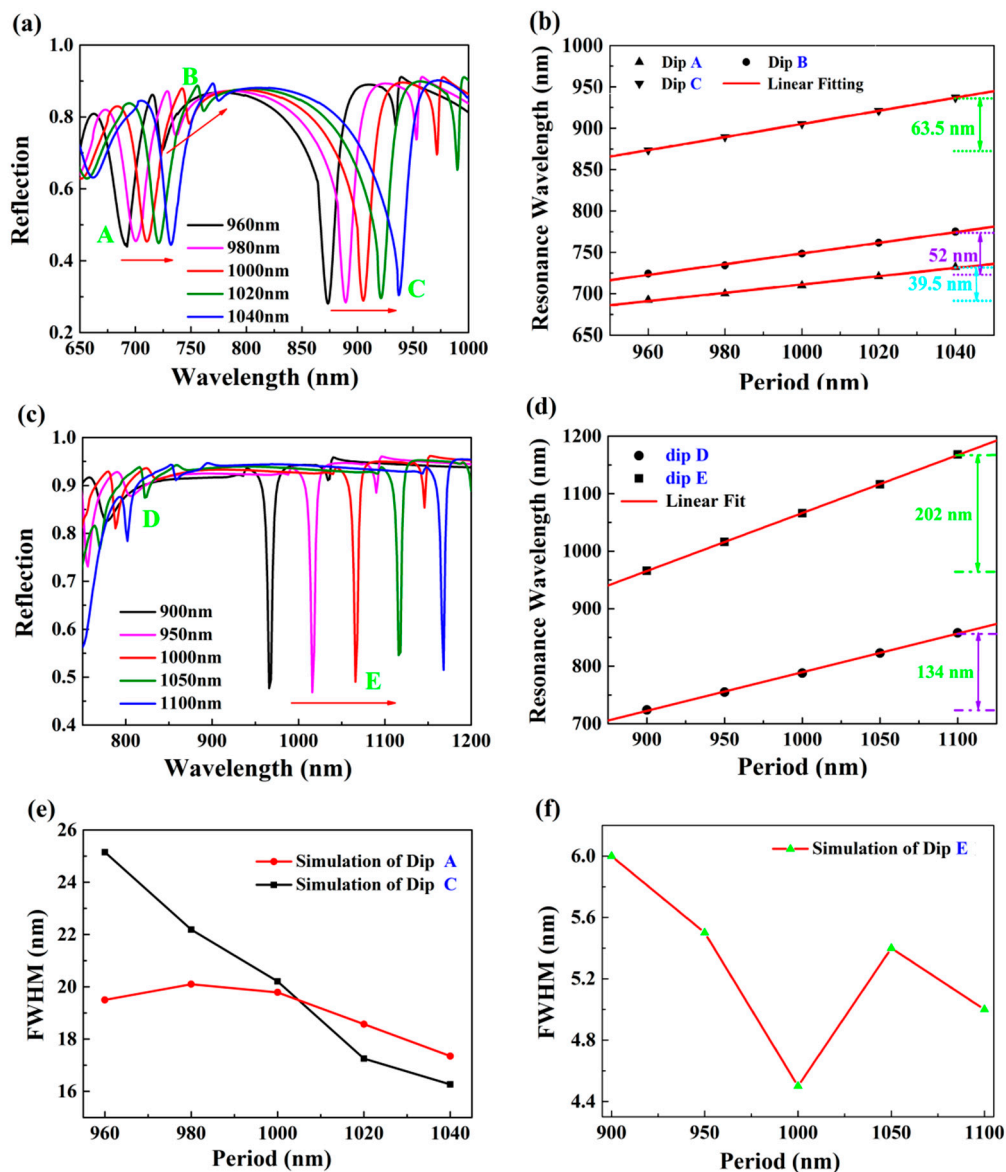 (a)
1.0
0.8
0.6
0.4
0.2
Reflection
A
B
C
960nm
980nm
1000nm
1020nm
1040nm
650 700 750 800 850 900 950 1000
Wavelength (nm)
(b)
1000
950
900
850
800
750
700
650
Resonance Wavelength (nm)
Dip A Dip B
Dip C Linear Fitting
63.5 nm
52 nm
39.5 nm
960 980 1000 1020 1040
Period (nm)
(c)
1.0
0.9
0.8
0.7
0.6
0.5
0.4
Reflection
D
E
900nm
950nm
1000nm
1050nm
1100nm
800 900 1000 1100 1200
Wavelength (nm)
(d)
1200
1100
1000
900
800
700
Resonance Wavelength (nm)
dip D
dip E
Linear Fit
202 nm
134 nm
900 950 1000 1050 1100
Period (nm)
(e)
26
24
22
20
18
16
FWHM (nm)
Simulation of Dip A
Simulation of Dip C
960 980 1000 1020 1040
Period (nm)
(f)
6.0
5.6
5.2
4.8
4.4
FWHM (nm)
Simulation of Dip E
900 950 1000 1050 1100
Period (nm)